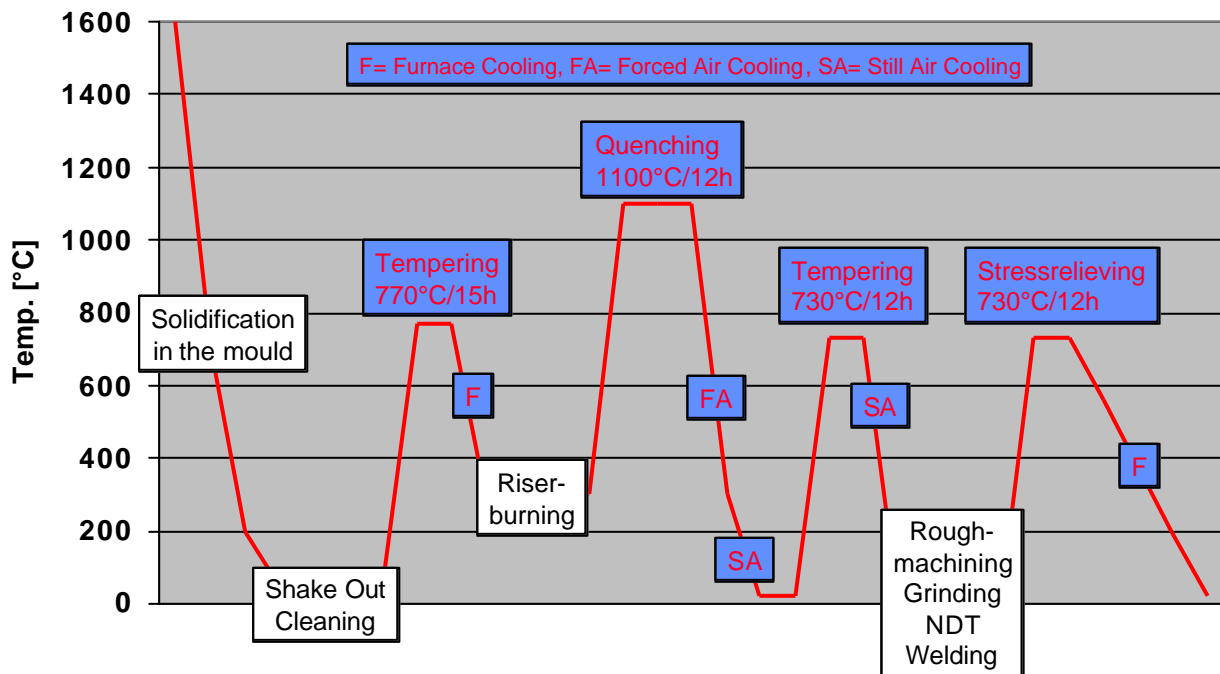 1600
F= Furnace Cooling, FA= Forced Air Cooling, SA= Still Air Cooling
1400
Quenching
1100°C/12h
1200
1000
Tempering
770°C/15h
Tempering
730°C/12h
Stressrelieving
730°C/12h
Temp. [°C]
800
Solidification
in the mould
600
F
FA
SA
400
F
Riser-
burning
200
SA
Rough-
machining
Grinding
NDT
Welding
0
Shake Out
Cleaning